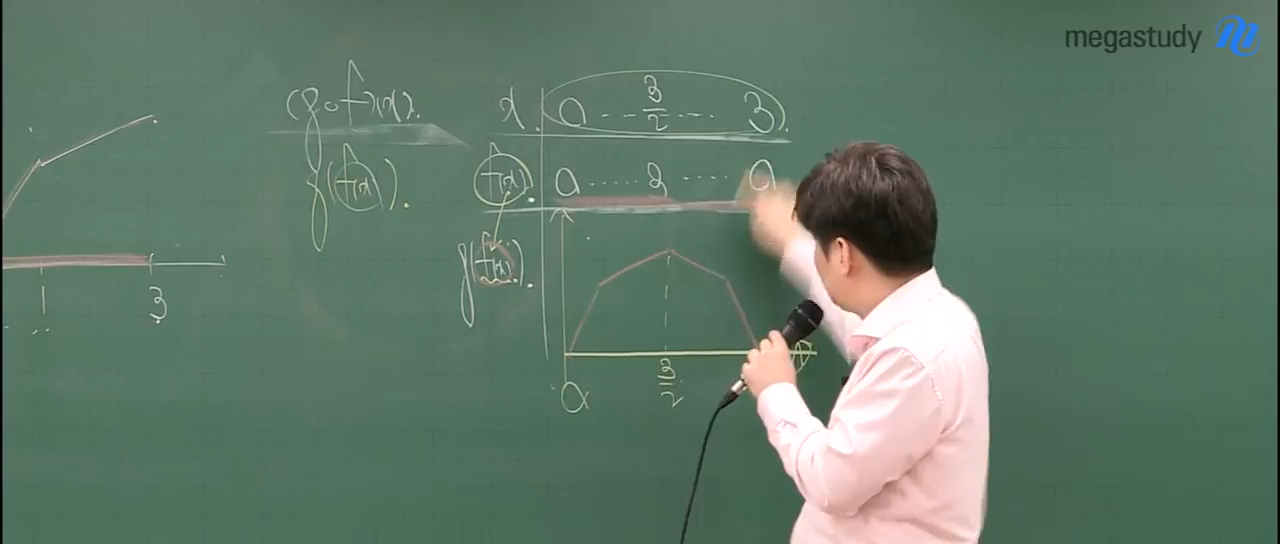 megastudy
(g∘f)(x).
x. 0 ... 3/2 ... 3).
g(f(x)).
f(x). 0 ..... 3 ..... 0
g(f(x)).
1
3
0
3/2